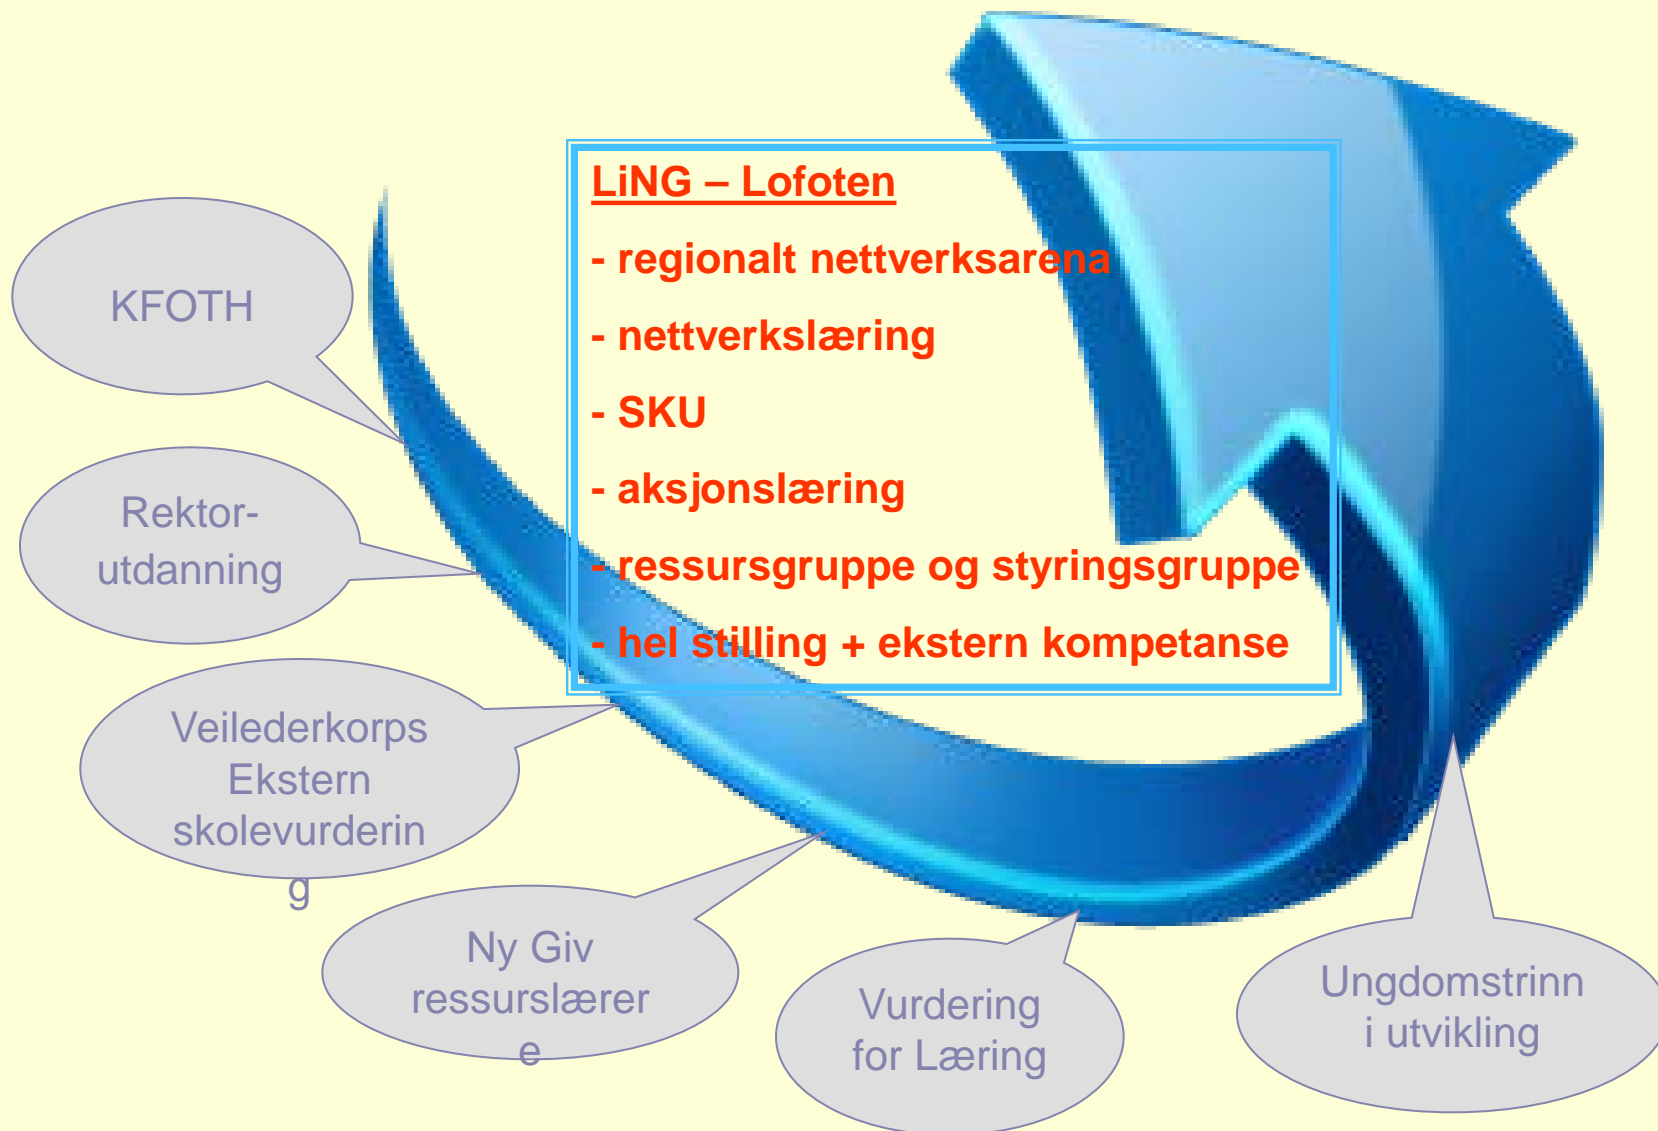 LiNG – Lofoten
- regionalt nettverksarena
- nettverkslæring
- SKU
- aksjonslæring
- ressursgruppe og styringsgruppe
- hel stilling + ekstern kompetanse
KFOTH
Rektor-
utdanning
Veilederkorps
Ekstern
skolevurderin
g
Ny Giv
ressurslærer
e
Vurdering
for Læring
Ungdomstrinn
i utvikling